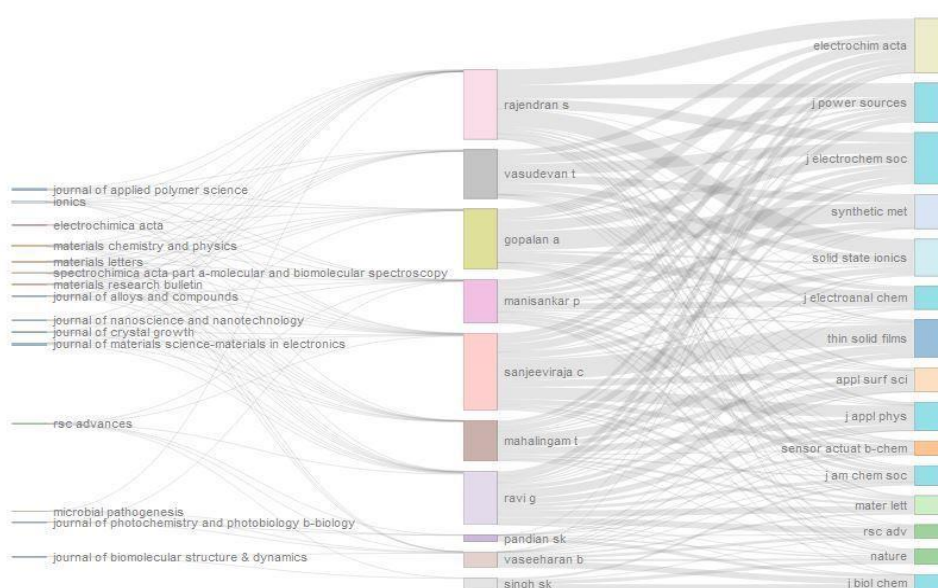 journal of applied polymer science
ionics
electrochimica acta
materials chemistry and physics
materials letters
spectrochimica acta part a-molecular and biomolecular spectroscopy
materials research bulletin
journal of alloys and compounds
journal of nanoscience and nanotechnology
journal of crystal growth
journal of materials science-materials in electronics
rsc advances
microbial pathogenesis
journal of photochemistry and photobiology b-biology
journal of biomolecular structure & dynamics
rajendran s
vasudevan t
gopalan a
manisankar p
sanjeeviraja c
mahalingam t
ravi g
pandian sk
vaseeharan b
singh sk
electrochim acta
j power sources
j electrochem soc
synthetic met
solid state ionics
j electroanal chem
thin solid films
appl surf sci
j appl phys
sensor actuat b-chem
j am chem soc
mater lett
rsc adv
nature
j biol chem